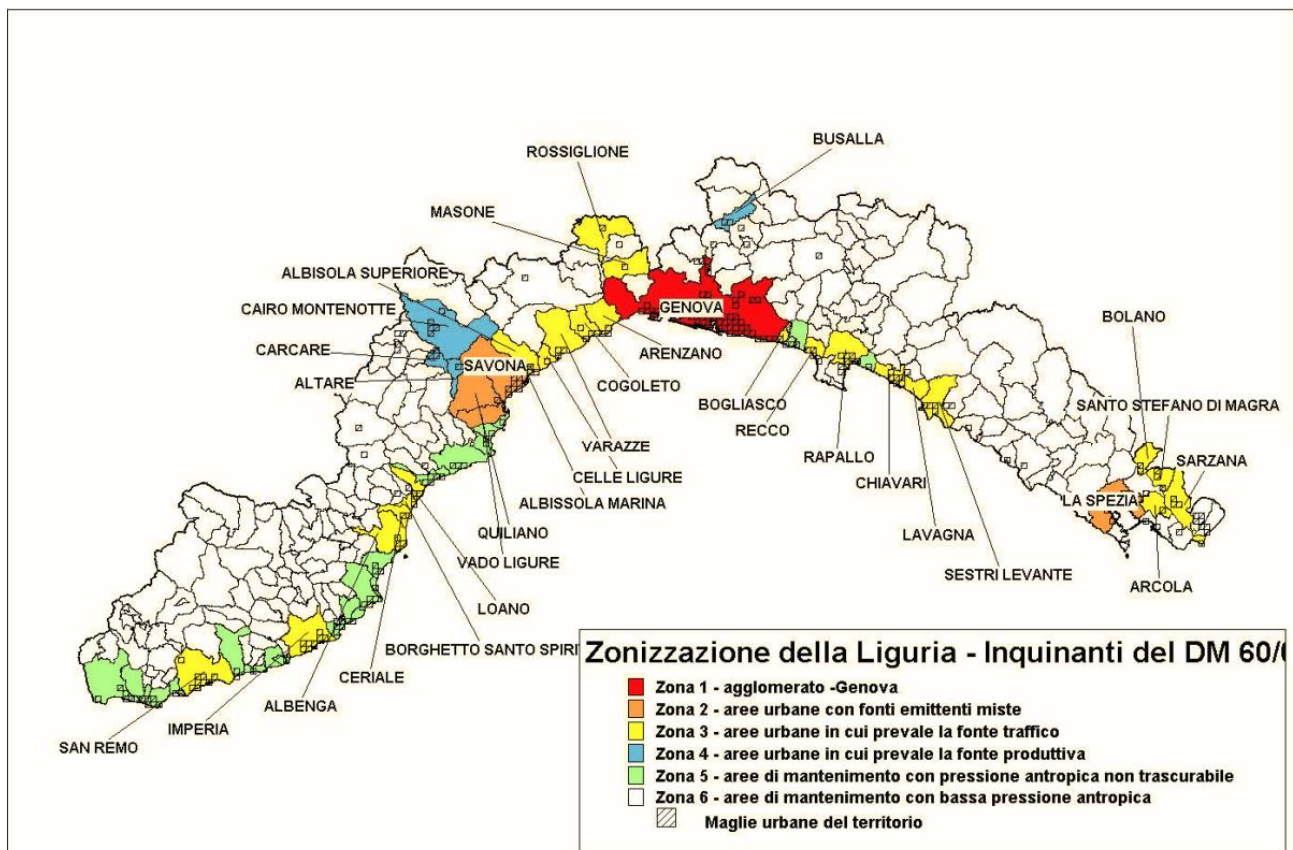 BUSALLA
ROSSIGLIONE
MASONE
ALBISOLA SUPERIORE
CAIRO MONTENOTTE
CARCARE
ALTARE
SAVONA
GENOVA
ARENZANO
COGOLETO
BOGLIASCO
RECCO
VARAZZE
RAPALLO
CELLE LIGURE
CHIAVARI
ALBISSOLA MARINA
QUILIANO
LAVAGNA
VADO LIGURE
SESTRI LEVANTE
LOANO
BOLANO
SANTO STEFANO DI MAGRA
SARZANA
LA SPEZIA
ARCOLA
BORGHETTO SANTO SPIRI
CERIALE
ALBENGA
IMPERIA
SAN REMO
Zonizzazione della Liguria - Inquinanti del DM 60/
Zona 1 - agglomerato -Genova
Zona 2 - aree urbane con fonti emittenti miste
Zona 3 - aree urbane in cui prevale la fonte traffico
Zona 4 - aree urbane in cui prevale la fonte produttiva
Zona 5 - aree di mantenimento con pressione antropica non trascurabile
Zona 6 - aree di mantenimento con bassa pressione antropica
Maglie urbane del territorio